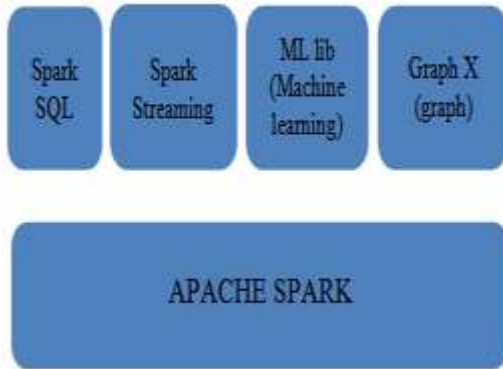 Spark
SQL
Spark
Streaming
ML lib
(Machine
learning)
Graph X
(graph)
APACHE SPARK